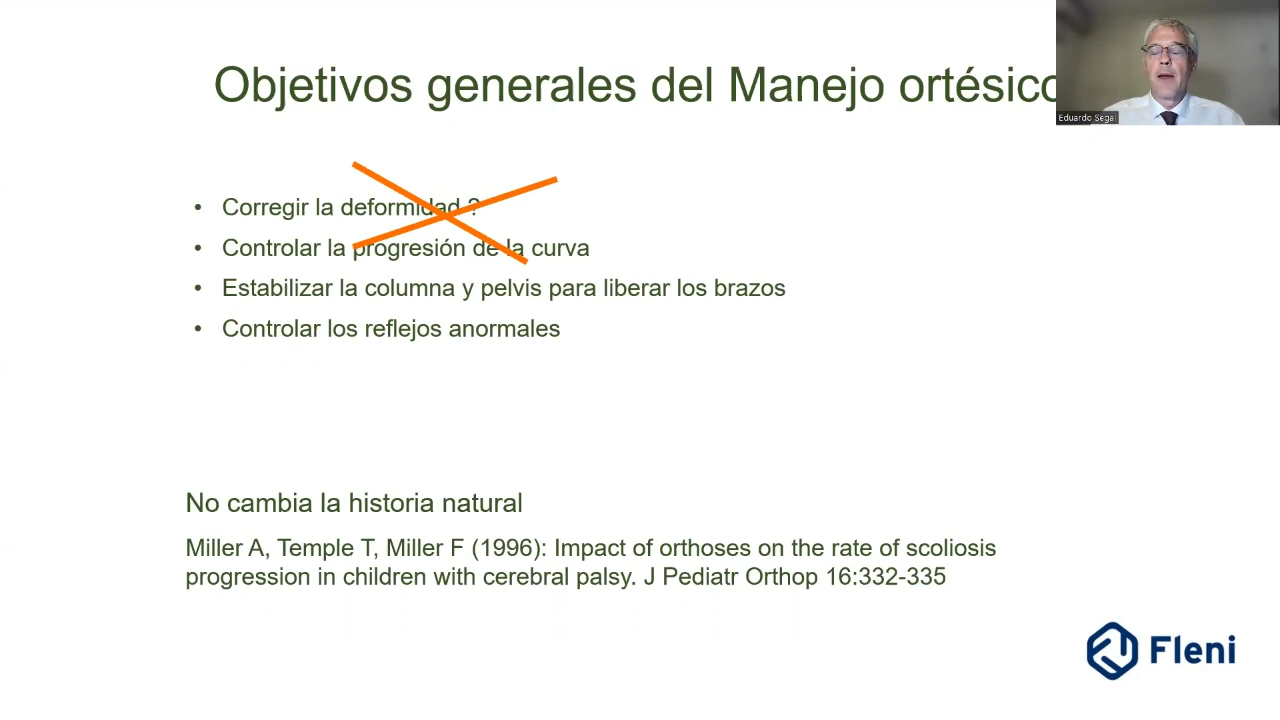 Objetivos generales del Manejo ortésico
Eduardo Segal
• Corregir la deformidad ?
• Controlar la progresión de la curva
• Estabilizar la columna y pelvis para liberar los brazos
• Controlar los reflejos anormales
No cambia la historia natural
Miller A, Temple T, Miller F (1996): Impact of orthoses on the rate of scoliosis
progression in children with cerebral palsy. J Pediatr Orthop 16:332-335
Fleni